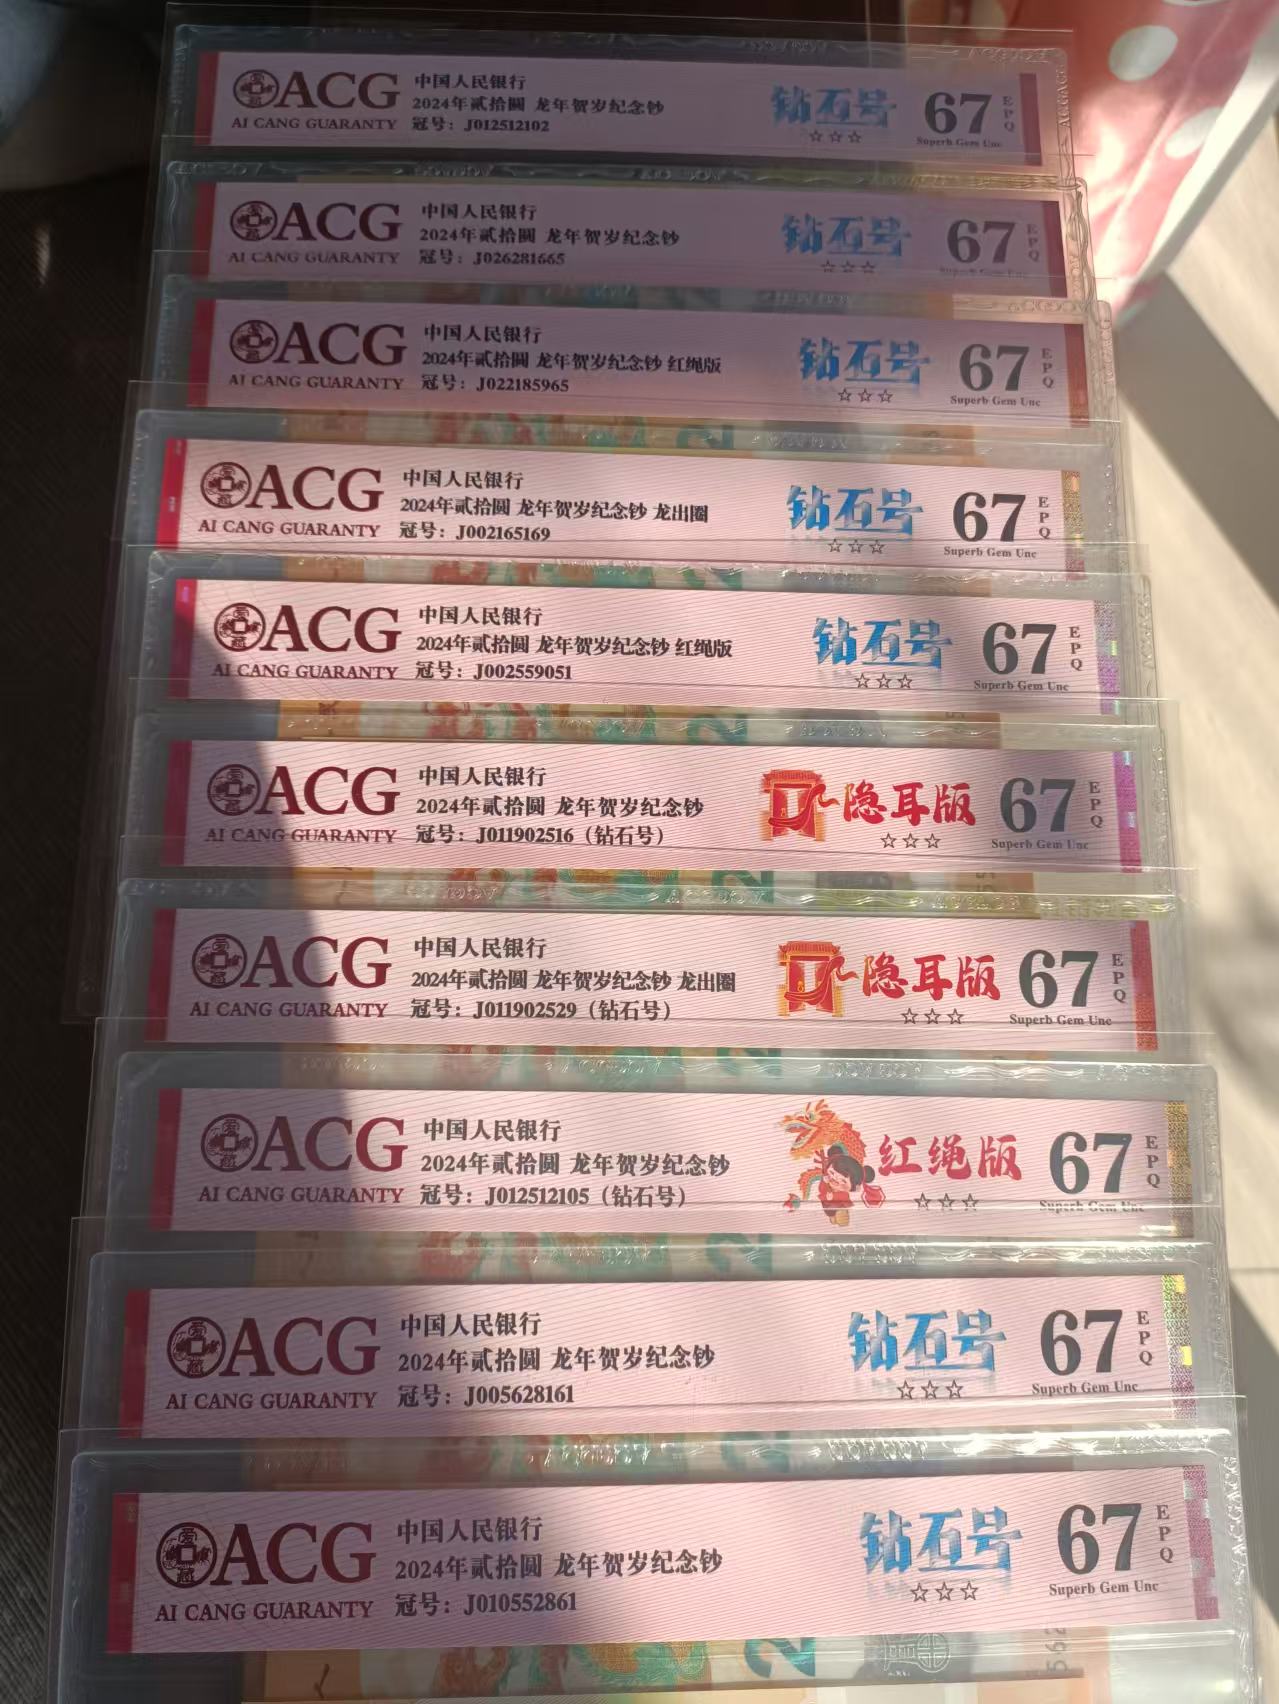 ACG
AI CANG GUARANTY
中国人民银行
2024年贰拾圆 龙年贺岁纪念钞
冠号：J012512102
钻石号
☆☆☆
67
EPQ
Superb Gem Unc
ACG
AI CANG GUARANTY
中国人民银行
2024年贰拾圆 龙年贺岁纪念钞
冠号：J026281665
钻石号
☆☆☆
67
EPQ
Superb Gem Unc
ACG
AI CANG GUARANTY
中国人民银行
2024年贰拾圆 龙年贺岁纪念钞 红绳版
冠号：J022185965
钻石号
☆☆☆
67
EPQ
Superb Gem Unc
ACG
AI CANG GUARANTY
中国人民银行
2024年贰拾圆 龙年贺岁纪念钞 龙出圈
冠号：J002165169
钻石号
☆☆☆
67
EPQ
Superb Gem Unc
ACG
AI CANG GUARANTY
中国人民银行
2024年贰拾圆 龙年贺岁纪念钞 红绳版
冠号：J002559051
钻石号
☆☆☆
67
EPQ
Superb Gem Unc
ACG
AI CANG GUARANTY
中国人民银行
2024年贰拾圆 龙年贺岁纪念钞
冠号：J011902516（钻石号）
隐耳版
☆☆☆
67
EPQ
Superb Gem Unc
ACG
AI CANG GUARANTY
中国人民银行
2024年贰拾圆 龙年贺岁纪念钞 龙出圈
冠号：J011902529（钻石号）
隐耳版
☆☆☆
67
EPQ
Superb Gem Unc
ACG
AI CANG GUARANTY
中国人民银行
2024年贰拾圆 龙年贺岁纪念钞
冠号：J012512105（钻石号）
红绳版
☆☆☆
67
EPQ
Superb Gem Unc
ACG
AI CANG GUARANTY
中国人民银行
2024年贰拾圆 龙年贺岁纪念钞
冠号：J005628161
钻石号
☆☆☆
67
EPQ
Superb Gem Unc
ACG
AI CANG GUARANTY
中国人民银行
2024年贰拾圆 龙年贺岁纪念钞
冠号：J010552861
钻石号
☆☆☆
67
EPQ
Superb Gem Unc